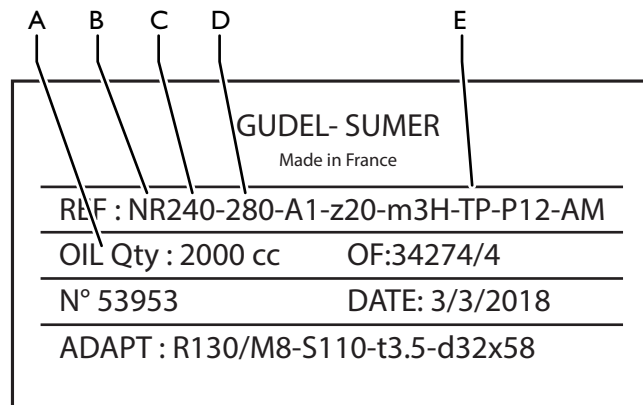 A B C D E
GUDEL- SUMER
Made in France
REF : NR240-280-A1-z20-m3H-TP-P12-AM
OIL Qty : 2000 cc OF:34274/4
N° 53953 DATE: 3/3/2018
ADAPT : R130/M8-S110-t3.5-d32x58